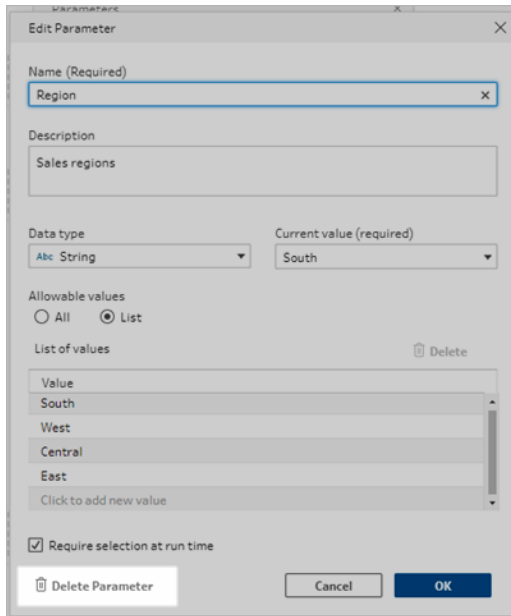 Parameters
Edit Parameter
Name (Required)
Region
Description
Sales regions
Data type
Current value (required)
Abc String
South
Allowable values
All
List
List of values
Delete
Value
South
West
Central
East
Click to add new value
Require selection at run time
Delete Parameter
Cancel
OK